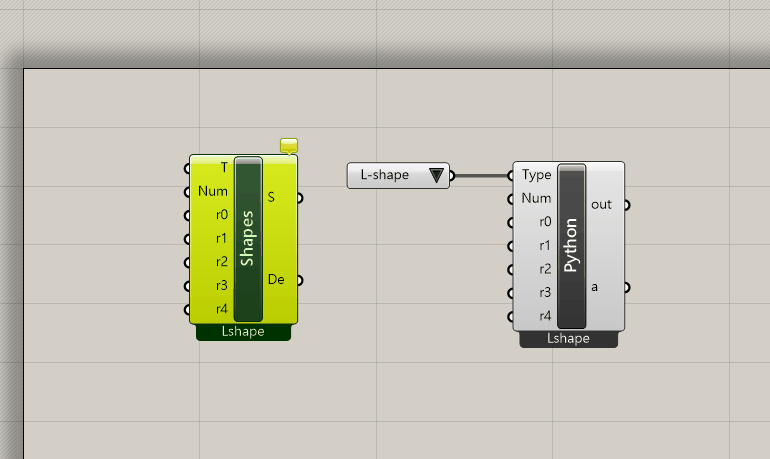 T
Num
r0
r1
r2
r3
r4
Shapes
S
De
Lshape
L-shape
Type
Num
r0
r1
r2
r3
r4
Python
out
a
Lshape